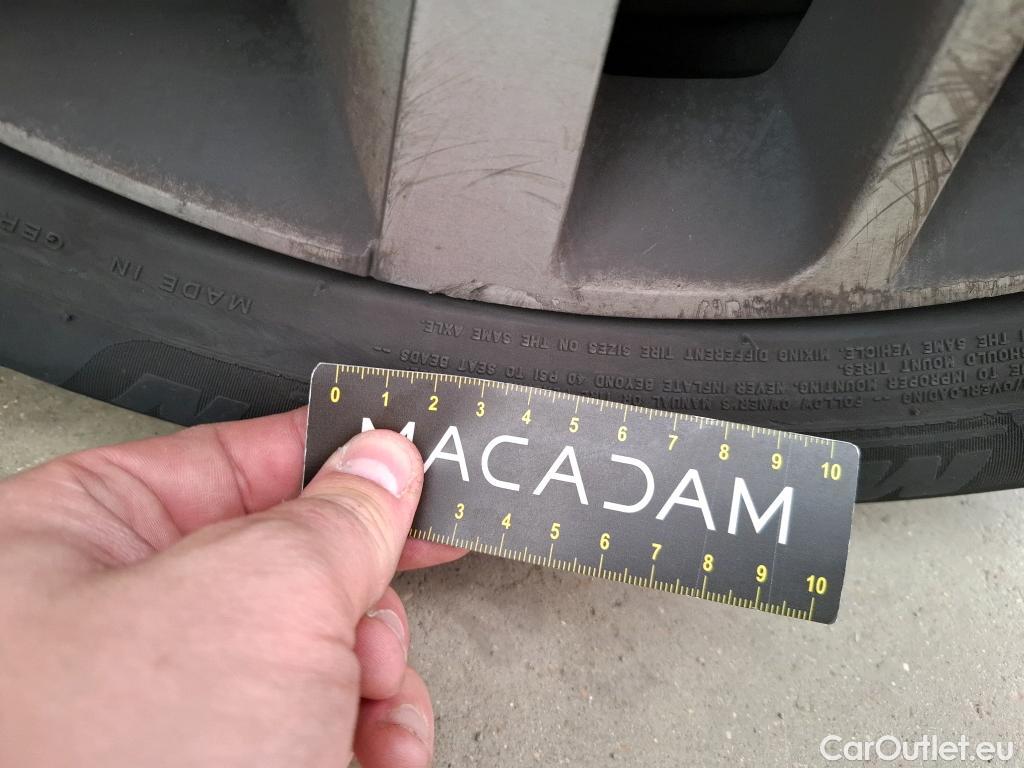 MADE IN GER
/OVERLOADING -- FOLLOW OWNER'S MANUAL OR
TO IMPROPER MOUNTING. NEVER INFLATE BEYOND 40 PSI TO SEAT BEADS --
SHOULD MOUNT TIRES.
THE SAME VEHICLE. MIXING DIFFERENT TIRE SIZES ON THE SAME AXLE.
0 1 2 3 4 5 6 7 8 9 10
MACADAM
3 4 5 6 7 8 9 10
CarOutlet.eu